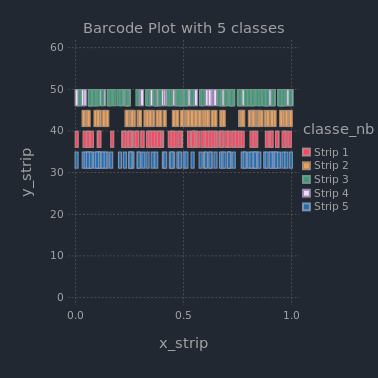 Barcode Plot with 5 classes
60
50
40
30
20
10
0
0.0
0.5
1.0
x_strip
y_strip
classe_nb
Strip 1
Strip 2
Strip 3
Strip 4
Strip 5